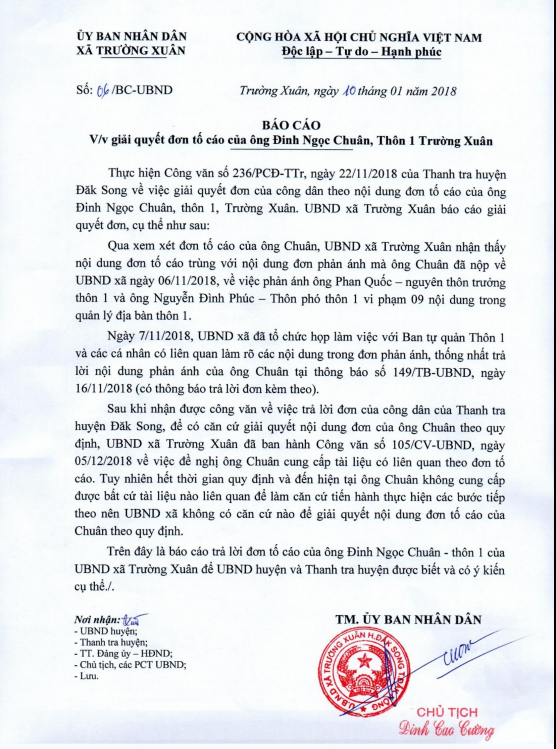 ỦY BAN NHÂN DÂN
XÃ TRƯỜNG XUÂN
CỘNG HÒA XÃ HỘI CHỦ NGHĨA VIỆT NAM
Độc lập – Tự do – Hạnh phúc
Số: 06 /BC-UBND
Trường Xuân, ngày 10 tháng 01 năm 2018
BÁO CÁO
V/v giải quyết đơn tố cáo của ông Đinh Ngọc Chuân, Thôn 1 Trường Xuân
Thực hiện Công văn số 236/PCĐ-TTr, ngày 22/11/2018 của Thanh tra huyện
Đăk Song về việc giải quyết đơn của công dân theo nội dung đơn tố cáo của ông
Đinh Ngọc Chuân, thôn 1, Trường Xuân. UBND xã Trường Xuân báo cáo giải
quyết đơn, cụ thể như sau:
Qua xem xét đơn tố cáo của ông Chuân, UBND xã Trường Xuân nhận thấy
nội dung đơn tố cáo trùng với nội dung đơn phản ánh mà ông Chuân đã nộp về
UBND xã ngày 06/11/2018, về việc phản ánh ông Phan Quốc – nguyên thôn trưởng
thôn 1 và ông Nguyễn Đình Phúc – Thôn phó thôn 1 vi phạm 09 nội dung trong
quản lý địa bàn thôn 1.
Ngày 7/11/2018, UBND xã đã tổ chức họp làm việc với Ban tự quản Thôn 1
và các cá nhân có liên quan làm rõ các nội dung trong đơn phản ánh, thống nhất trả
lời nội dung phản ánh của ông Chuân tại thông báo số 149/TB-UBND, ngày
16/11/2018 (có thông báo trả lời đơn kèm theo).
Sau khi nhận được công văn về việc trả lời đơn của công dân của Thanh tra
huyện Đăk Song, để có căn cứ giải quyết nội dung đơn của ông Chuân theo quy
định, UBND xã Trường Xuân đã ban hành Công văn số 105/CV-UBND, ngày
05/12/2018 về việc đề nghị ông Chuân cung cấp tài liệu có liên quan theo đơn tố
cáo. Tuy nhiên hết thời gian quy định và đến hiện tại ông Chuân không cung cấp
được bất cứ tài liệu nào liên quan để làm căn cứ tiến hành thực hiện các bước tiếp
theo nên UBND xã không có căn cứ nào để giải quyết nội dung đơn tố cáo của
Chuân theo quy định.
Trên đây là báo cáo trả lời đơn tố cáo của ông Đinh Ngọc Chuân - thôn 1 của
UBND xã Trường Xuân để UBND huyện và Thanh tra huyện được biết và có ý kiến
cụ thể./.
Nơi nhận:
- UBND huyện;
- Thanh tra huyện;
- TT. Đảng ủy – HĐND;
- Chủ tịch, các PCT UBND;
- Lưu.
TM. ỦY BAN NHÂN DÂN
U.B.N.D XÃ TRƯỜNG XUÂN H.ĐĂK SONG T.ĐĂK NÔNG
CHỦ TỊCH
Đinh Cao Cường